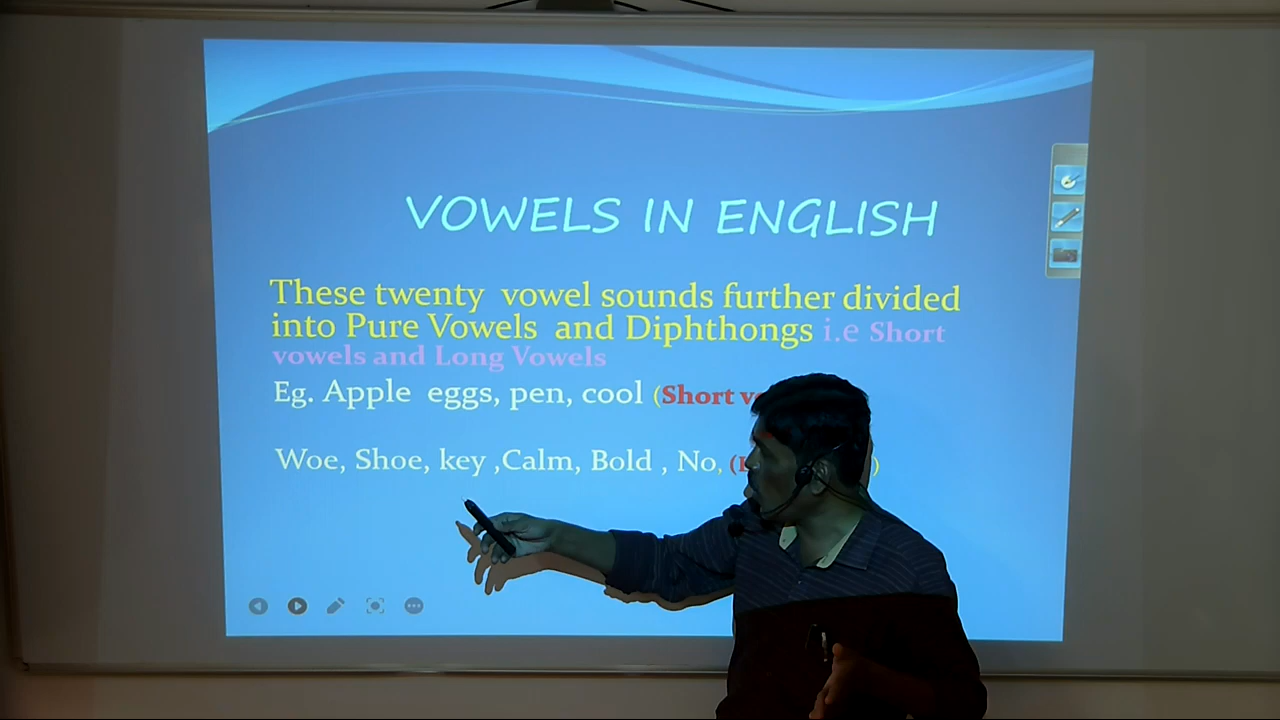 VOWELS IN ENGLISH
These twenty vowel sounds further divided
into Pure Vowels and Diphthongs i.e Short
vowels and Long Vowels
Eg. Apple eggs, pen, cool (Short
Woe, Shoe, key ,Calm, Bold , No, (
)